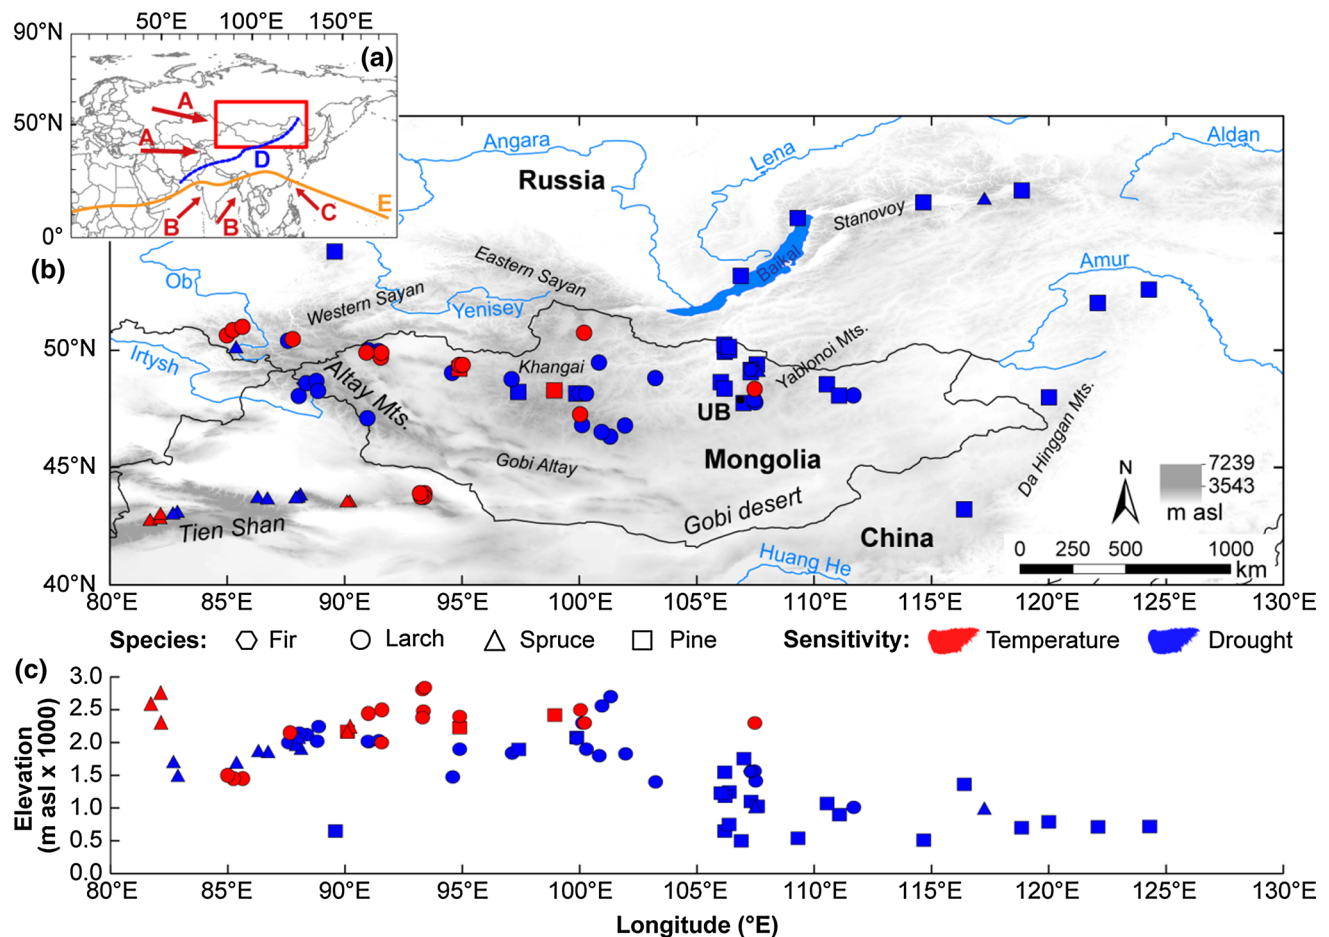 50°E 100°E 150°E
90°N
(a)
A
50°N
A
D
E
B B C
0°
(b)
Angara
Lena
Aldan
Russia
Stanovoy
Baikal
Amur
Eastern Sayan
Ob
Western Sayan
Yenisey
50°N
Irtysh
Khangai
Yablonoi Mts.
Altay Mts.
UB
Da Hinggan Mts.
45°N
Gobi Altay
Mongolia
N
7239
3543
m asl
Tien Shan
Gobi desert
China
Huang He
0 250 500 1000
km
40°N
80°E 85°E 90°E 95°E 100°E 105°E 110°E 115°E 120°E 125°E 130°E
Species: Fir Larch Spruce Pine Sensitivity: Temperature Drought
(c)
3.0
2.5
2.0
1.5
1.0
0.5
0.0
Elevation
(m asl x 1000)
80°E 85°E 90°E 95°E 100°E 105°E 110°E 115°E 120°E 125°E 130°E
Longitude (°E)